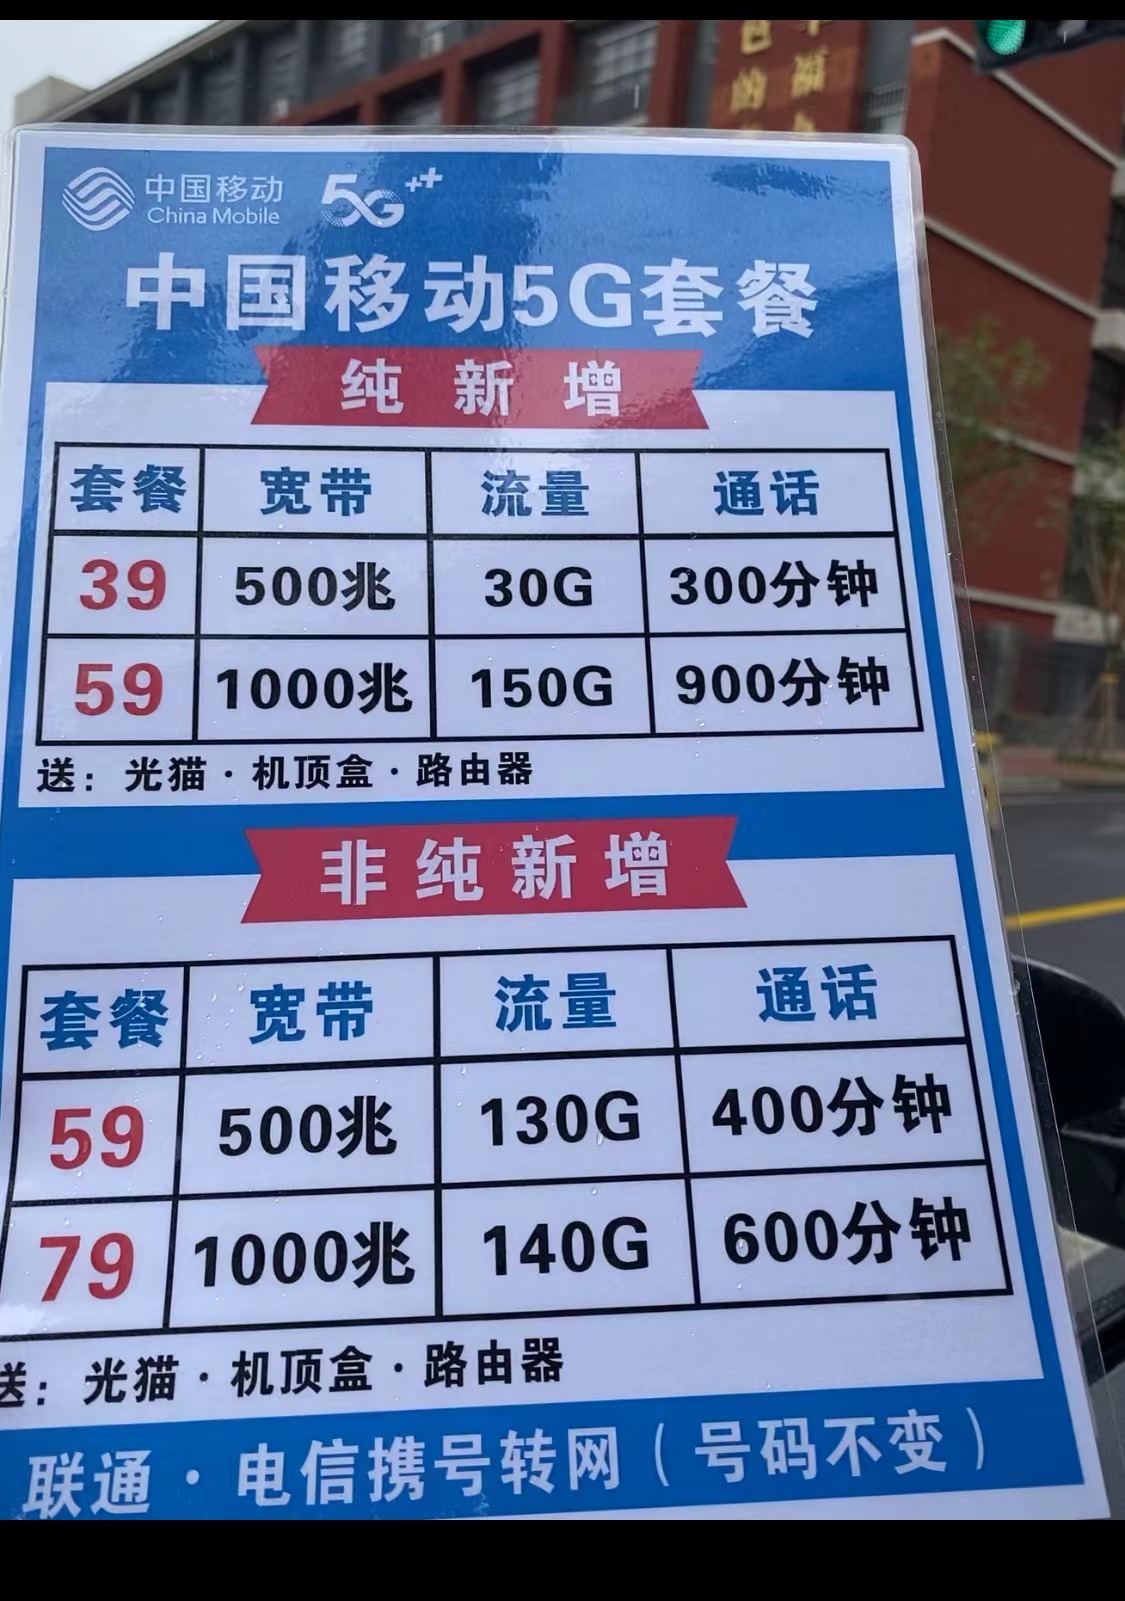 中国移动
China Mobile
5G++
中国移动5G套餐
纯新增
套餐 宽带 流量 通话
39 500兆 30G 300分钟
59 1000兆 150G 900分钟
送：光猫·机顶盒·路由器
非纯新增
套餐 宽带 流量 通话
59 500兆 130G 400分钟
79 1000兆 140G 600分钟
送：光猫·机顶盒·路由器
联通·电信携号转网（号码不变）